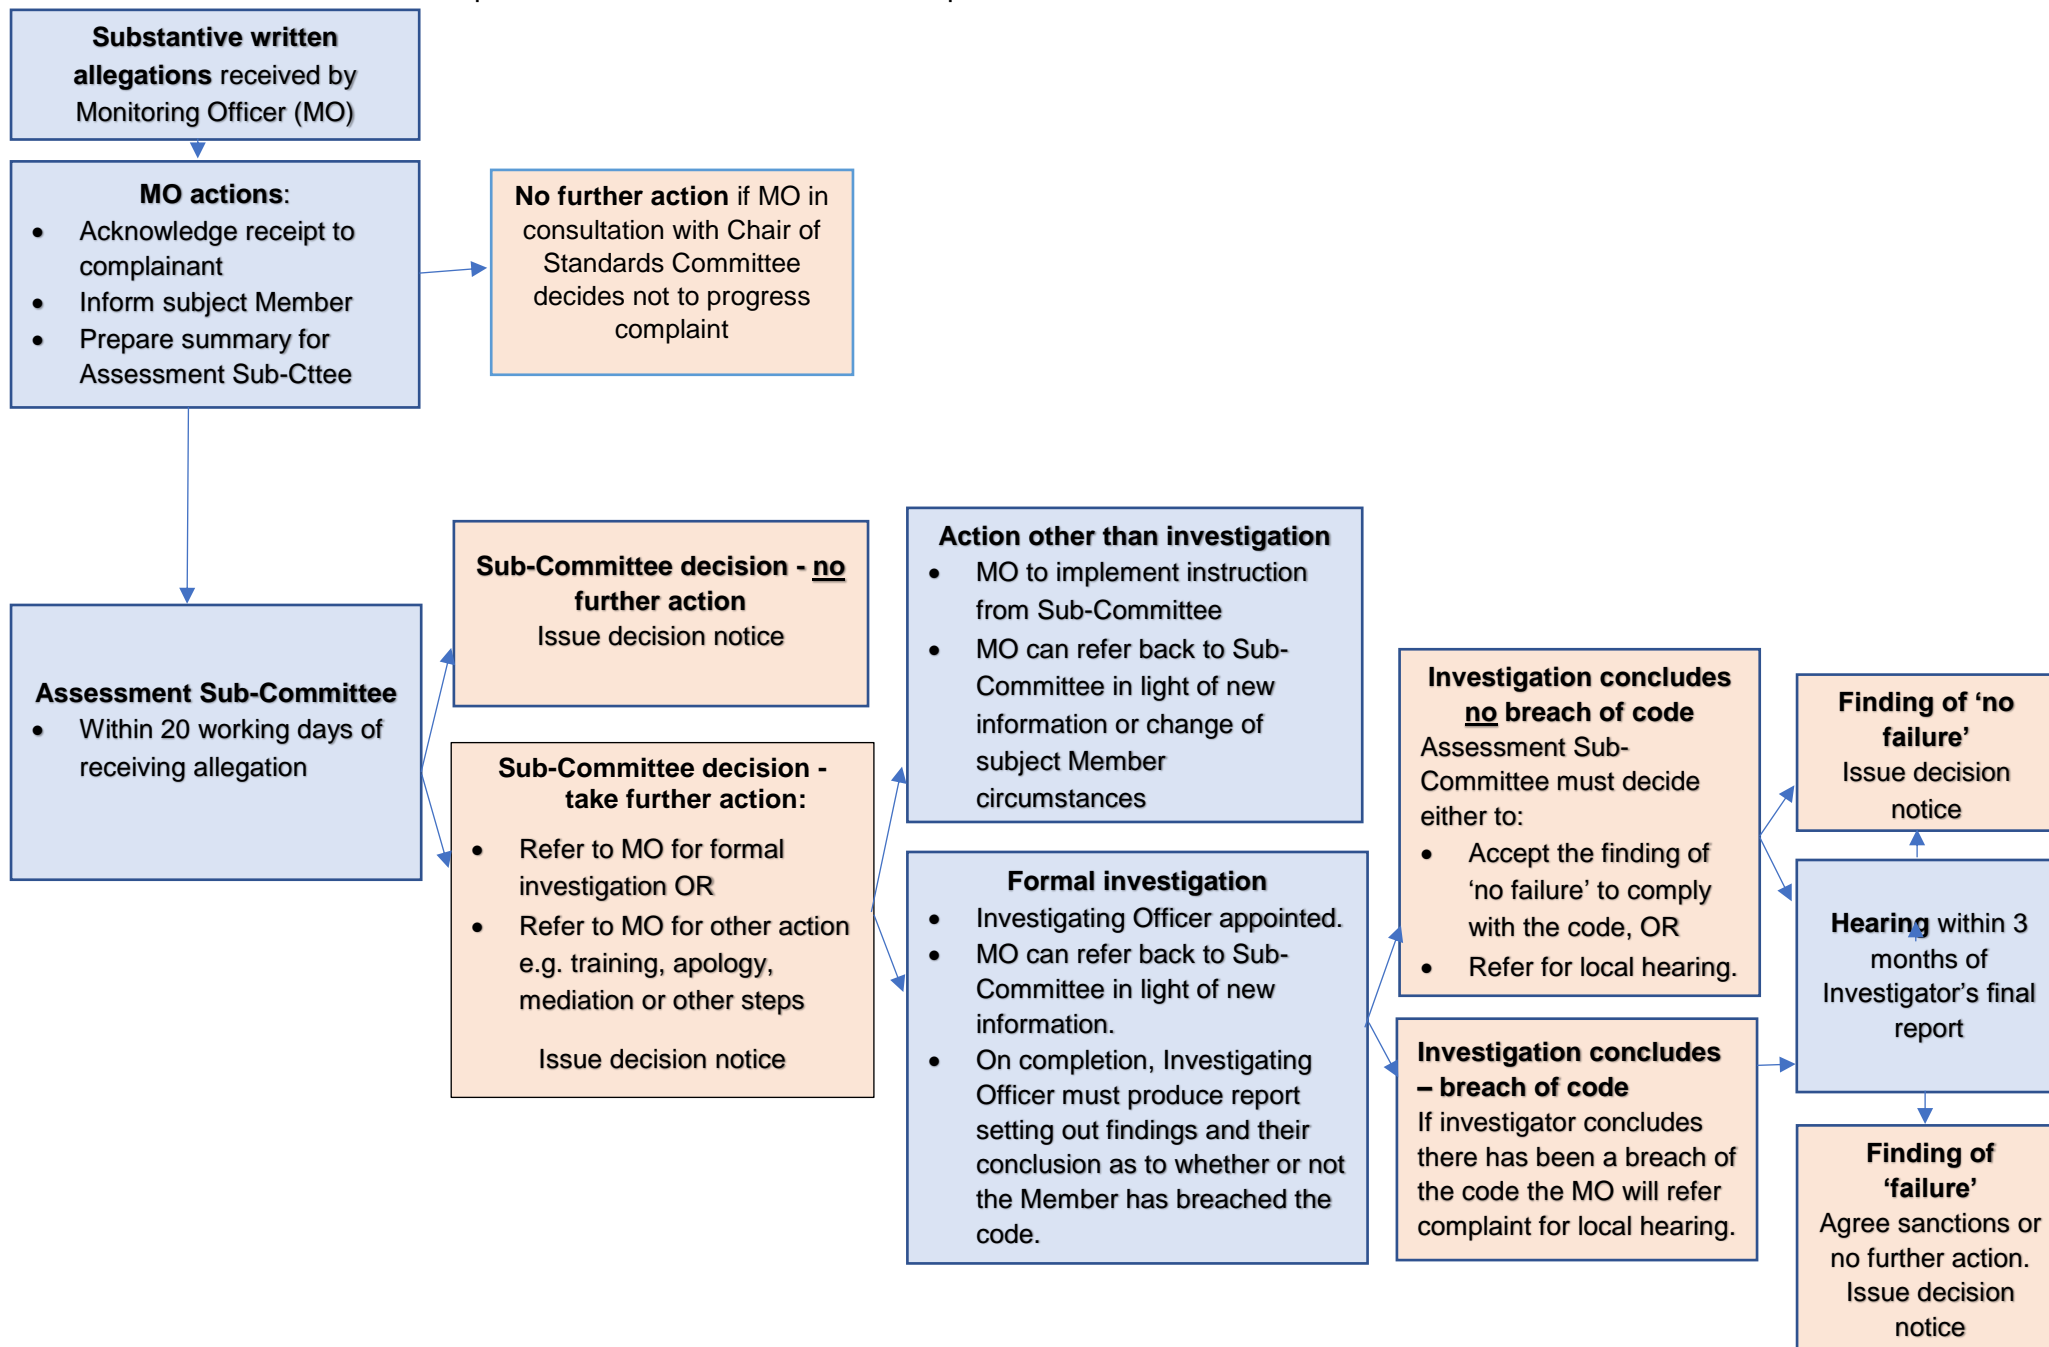 Substantive written
allegations received by
Monitoring Officer (MO)
MO actions:
• Acknowledge receipt to
complainant
• Inform subject Member
• Prepare summary for
Assessment Sub-Cttee
No further action if MO in
consultation with Chair of
Standards Committee
decides not to progress
complaint
Assessment Sub-Committee
• Within 20 working days of
receiving allegation
Sub-Committee decision - no
further action
Issue decision notice
Sub-Committee decision -
take further action:
• Refer to MO for formal
investigation OR
• Refer to MO for other action
e.g. training, apology,
mediation or other steps
Issue decision notice
Action other than investigation
• MO to implement instruction
from Sub-Committee
• MO can refer back to Sub-
Committee in light of new
information or change of
subject Member
circumstances
Formal investigation
• Investigating Officer appointed.
• MO can refer back to Sub-
Committee in light of new
information.
• On completion, Investigating
Officer must produce report
setting out findings and their
conclusion as to whether or not
the Member has breached the
code.
Investigation concludes
no breach of code
Assessment Sub-
Committee must decide
either to:
• Accept the finding of
‘no failure’ to comply
with the code, OR
• Refer for local hearing.
Investigation concludes
– breach of code
If investigator concludes
there has been a breach of
the code the MO will refer
complaint for local hearing.
Finding of ‘no
failure’
Issue decision
notice
Hearing within 3
months of
Investigator’s final
report
Finding of
‘failure’
Agree sanctions or
no further action.
Issue decision
notice